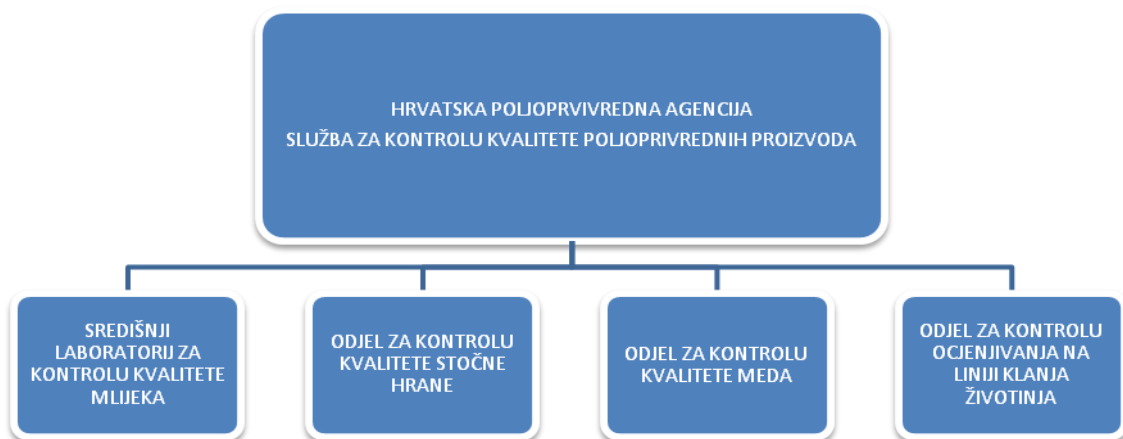 HRVATSKA POLJOPRVIVREDNA AGENCIJA
SLUŽBA ZA KONTROLU KVALITETE POLJOPRIVREDNIH PROIZVODA
SREDIŠNJI
LABORATORIJ ZA
KONTROLU KVALITETE
MLIJEKA
ODJEL ZA KONTROLU
KVALITETE STOČNE
HRANE
ODJEL ZA KONTROLU
KVALITETE MEDA
ODJEL ZA KONTROLU
OCJENJIVANJA NA
LINIJI KLANJA
ŽIVOTINJA